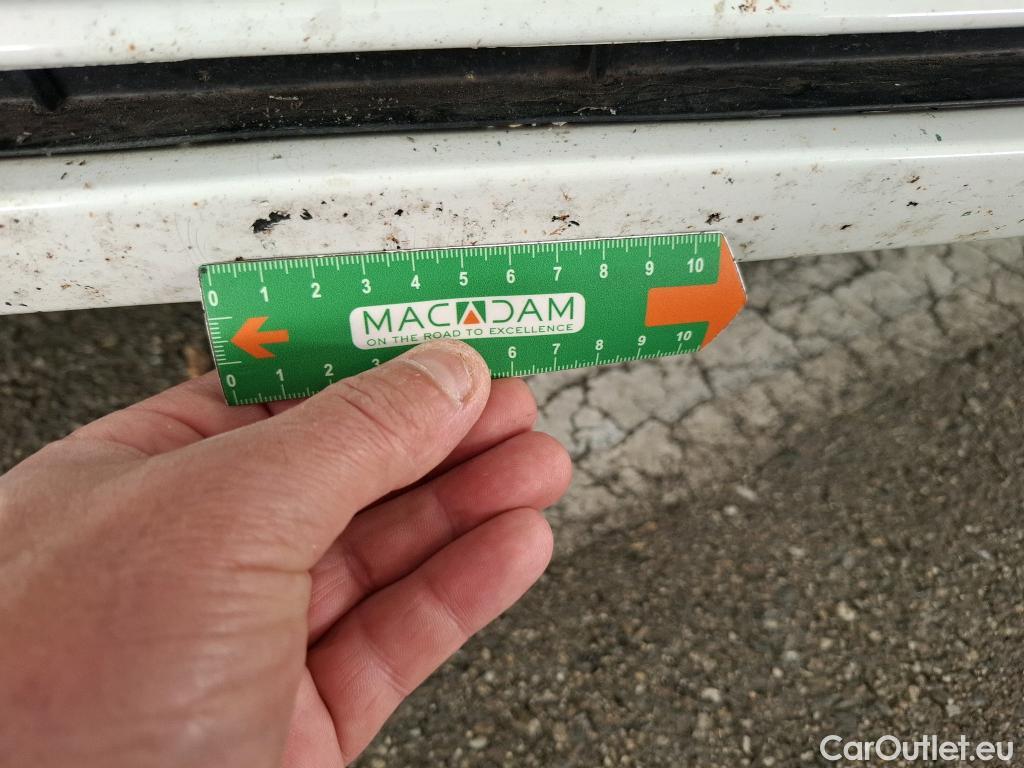 0 1 2 3 4 5 6 7 8 9 10
MACADAM
ON THE ROAD TO EXCELLENCE
0 1 2 3 6 7 8 9 10
CarOutlet.eu